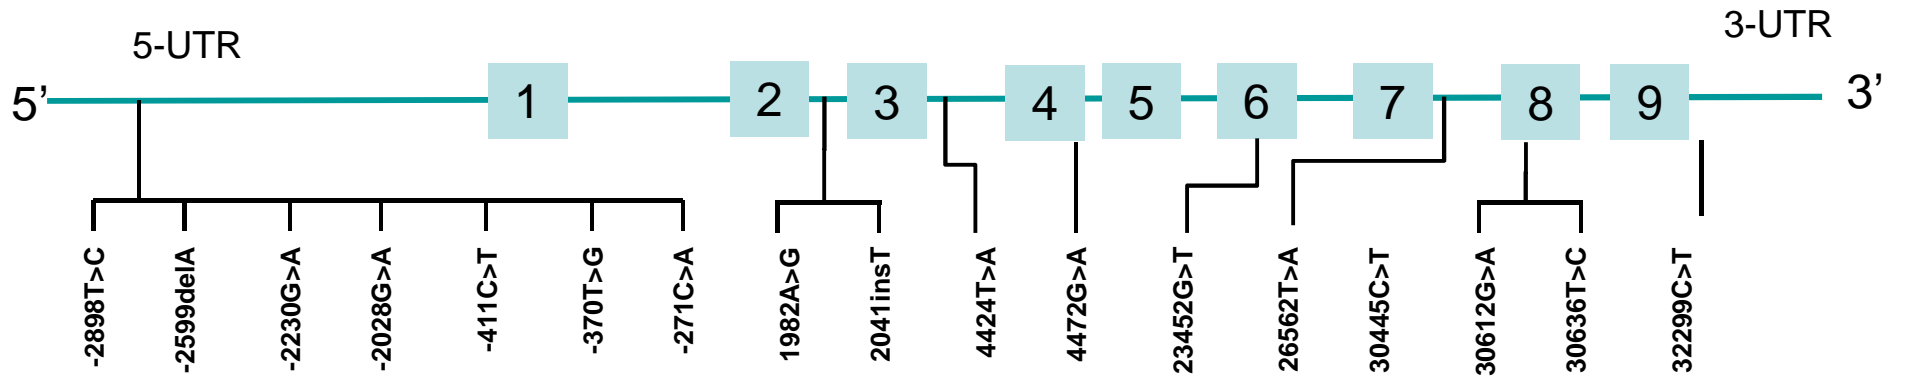 5-UTR
3-UTR
5’
1
2
3
4
5
6
7
8
9
3’
-2898T>C
-2599delA
-2230G>A
-2028G>A
-411C>T
-370T>G
-271C>A
1982A>G
2041insT
4424T>A
4472G>A
23452G>T
26562T>A
30445C>T
30612G>A
30636T>C
32299C>T